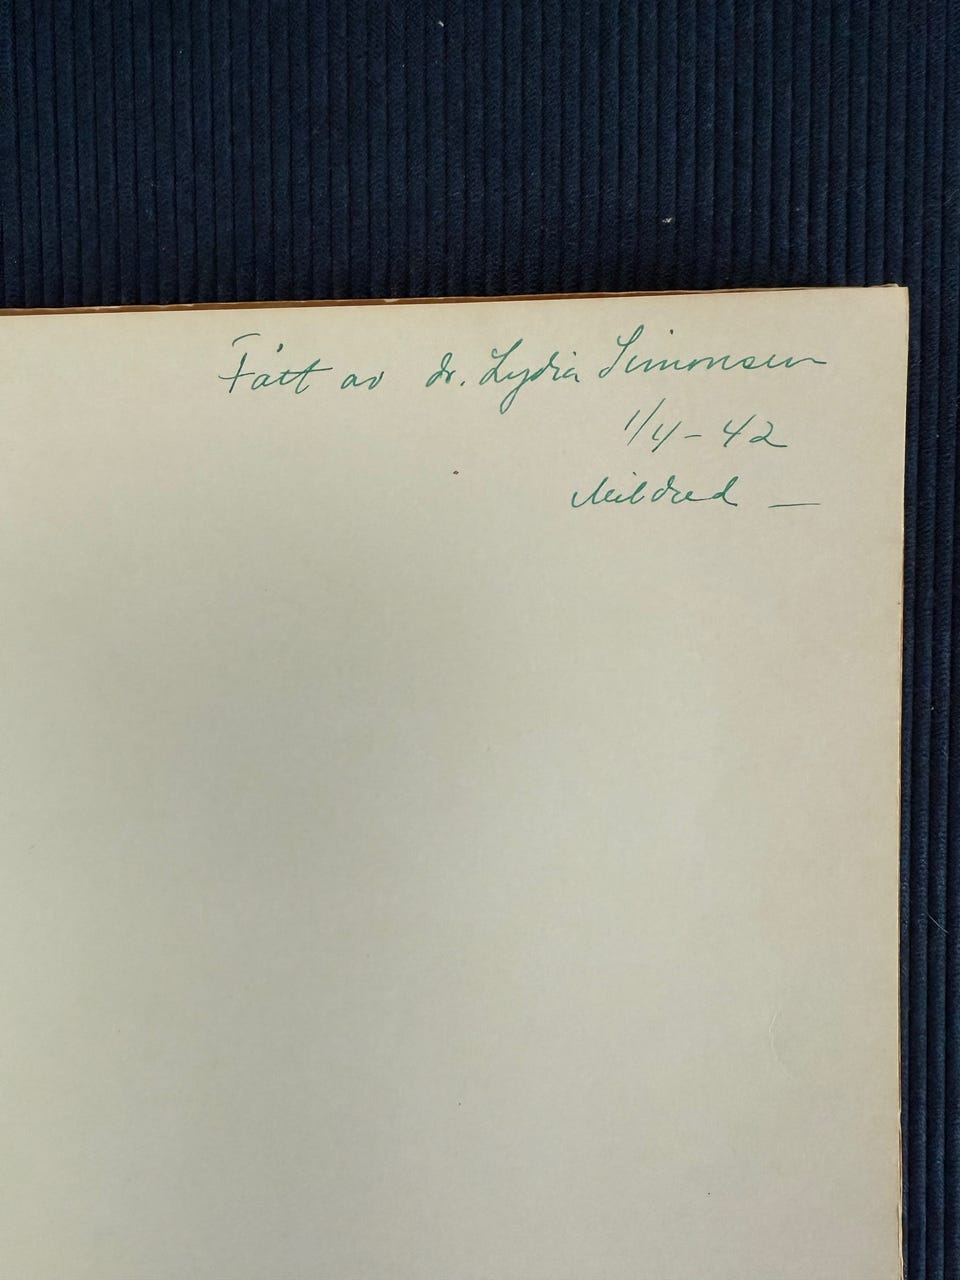 Fått av dr. Lydia Simonsen
1/4-42
Mildred —